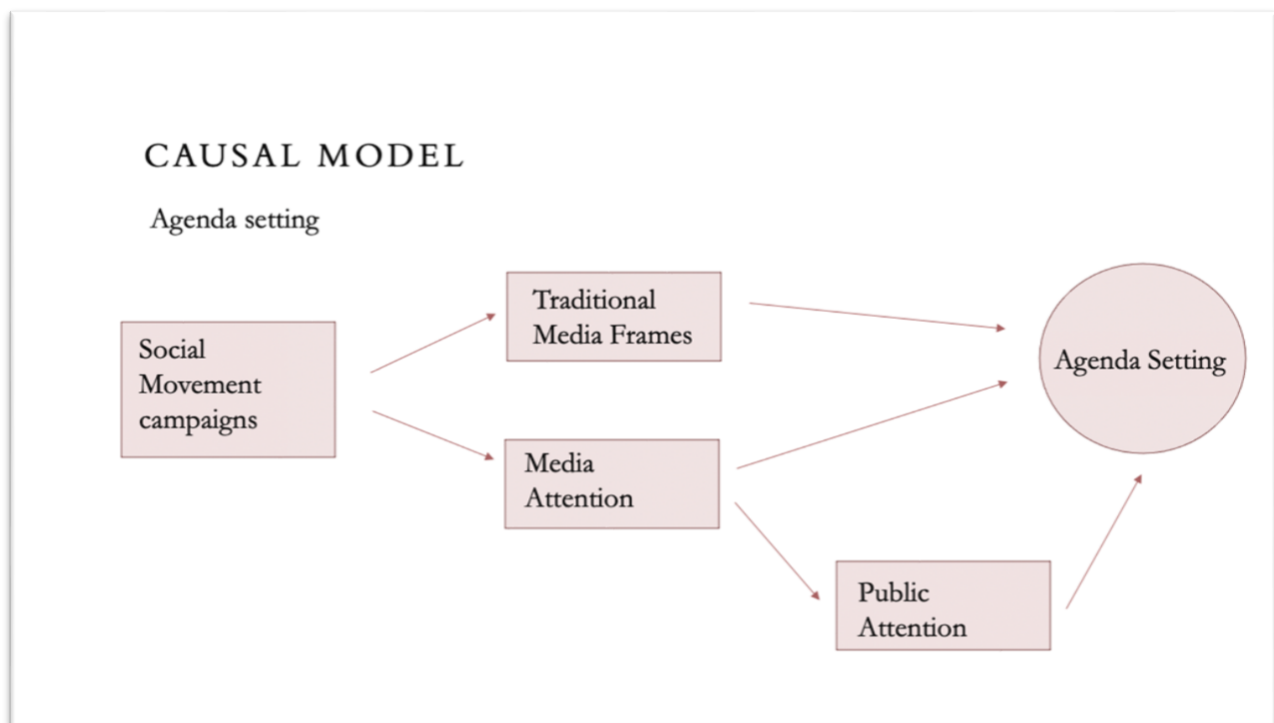 CAUSAL MODEL
Agenda setting
Social
Movement
campaigns
Traditional
Media Frames
Media
Attention
Public
Attention
Agenda Setting